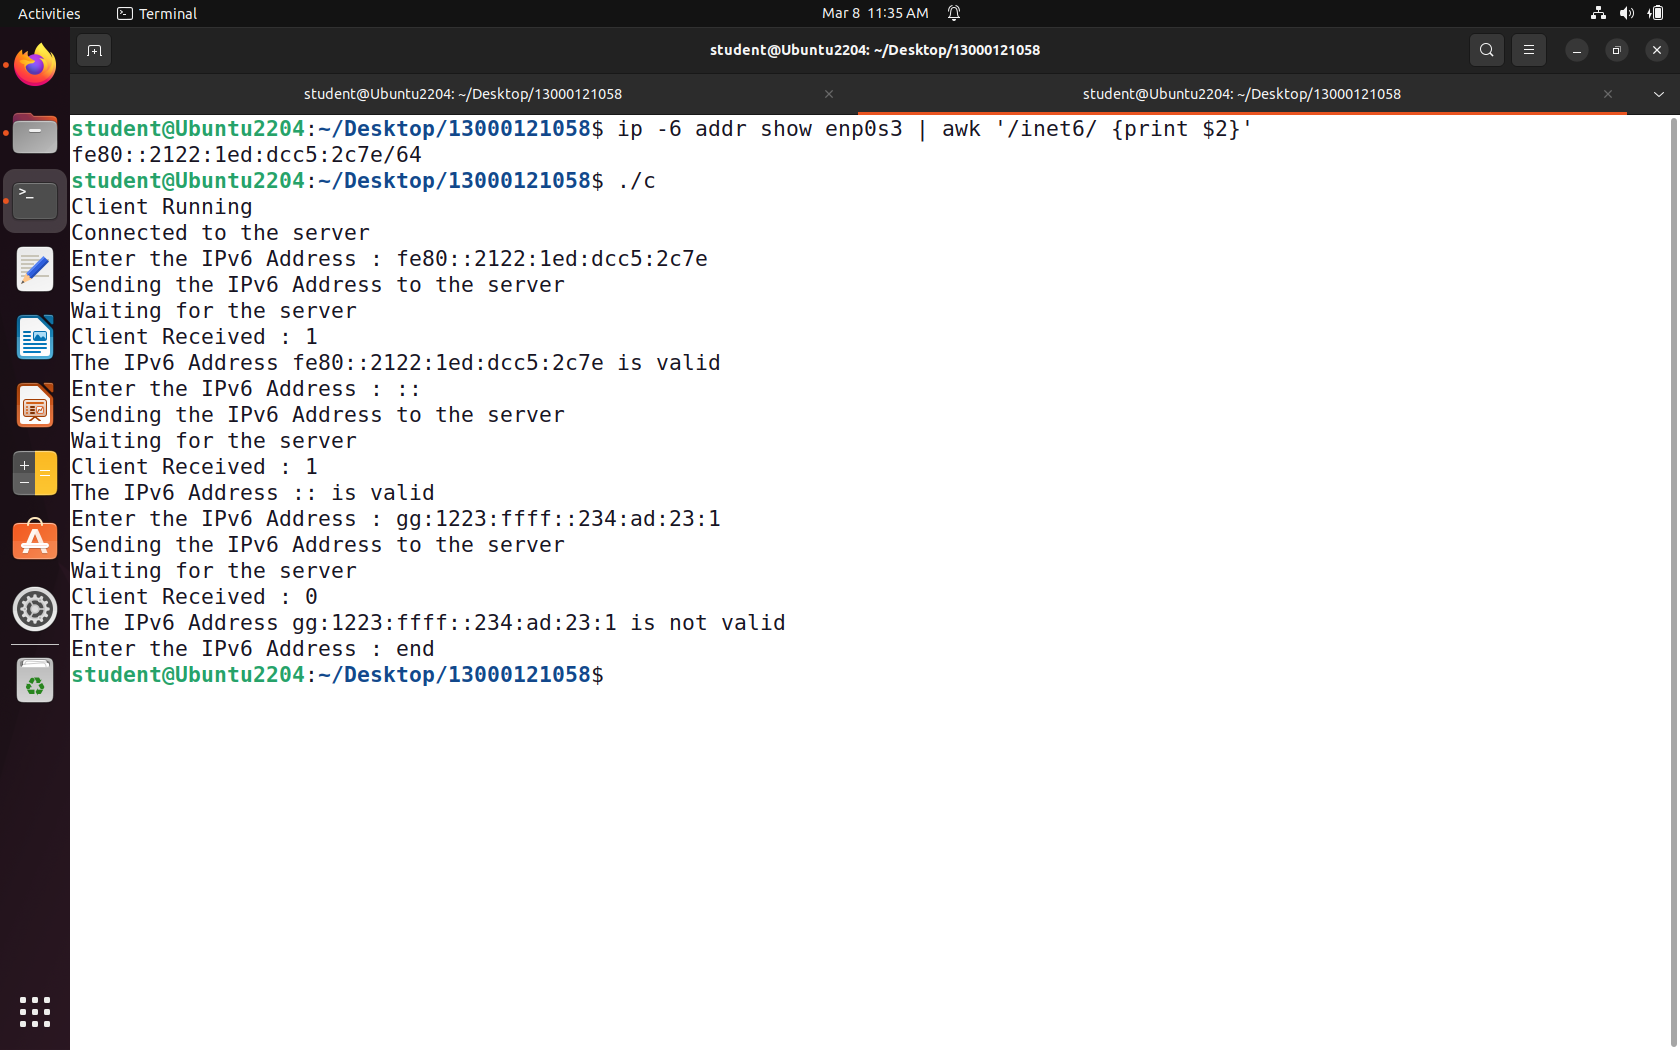 Activities
Terminal
Mar 8 11:35 AM
student@Ubuntu2204: ~/Desktop/13000121058
student@Ubuntu2204: ~/Desktop/13000121058
student@Ubuntu2204: ~/Desktop/13000121058
student@Ubuntu2204:~/Desktop/13000121058$ ip -6 addr show enp0s3 | awk '/inet6/ {print $2}'
fe80::2122:1ed:dcc5:2c7e/64
student@Ubuntu2204:~/Desktop/13000121058$ ./c
Client Running
Connected to the server
Enter the IPv6 Address : fe80::2122:1ed:dcc5:2c7e
Sending the IPv6 Address to the server
Waiting for the server
Client Received : 1
The IPv6 Address fe80::2122:1ed:dcc5:2c7e is valid
Enter the IPv6 Address : ::
Sending the IPv6 Address to the server
Waiting for the server
Client Received : 1
The IPv6 Address :: is valid
Enter the IPv6 Address : gg:1223:ffff::234:ad:23:1
Sending the IPv6 Address to the server
Waiting for the server
Client Received : 0
The IPv6 Address gg:1223:ffff::234:ad:23:1 is not valid
Enter the IPv6 Address : end
student@Ubuntu2204:~/Desktop/13000121058$